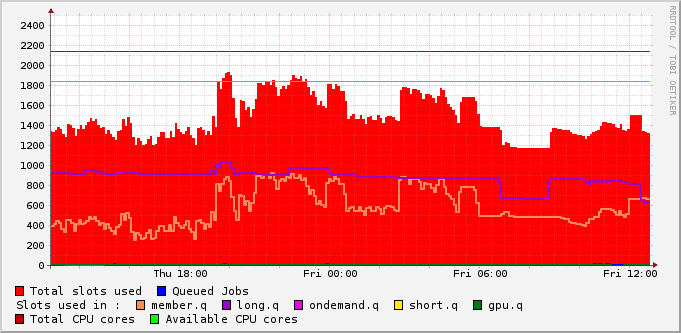 RRDTOOL / TOBI OETIKER
2400
2200
2000
1800
1600
1400
1200
1000
800
600
400
200
0
Thu 18:00 Fri 00:00 Fri 06:00 Fri 12:00
Total slots used Queued Jobs
Slots used in : member.q long.q ondemand.q short.q gpu.q
Total CPU cores Available CPU cores